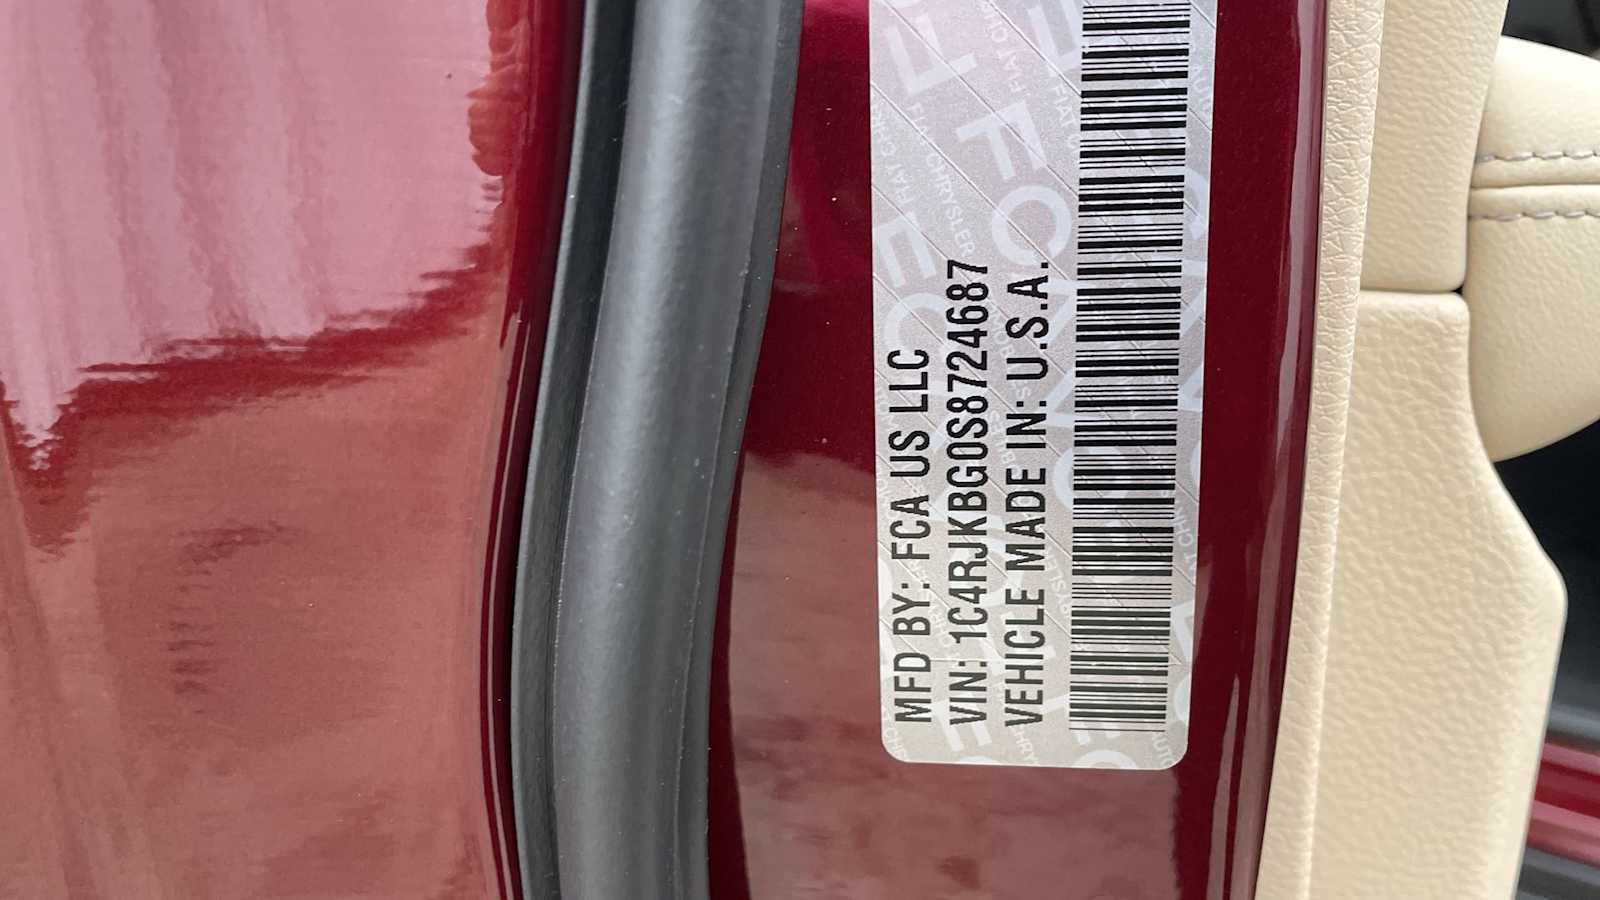 MFD BY: FCA US LLC
VIN: 1C4RJKBG0S8724687
VEHICLE MADE IN: U.S.A.